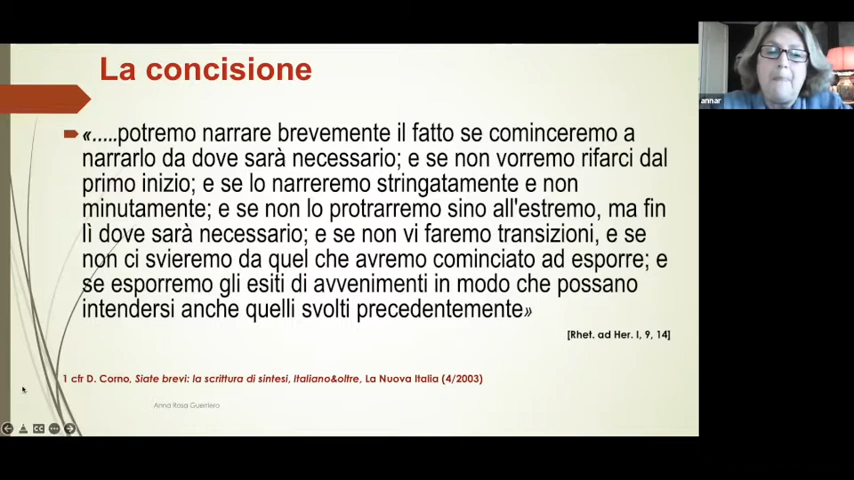 La concisione
«.....potremo narrare brevemente il fatto se cominceremo a
narrarlo da dove sarà necessario; e se non vorremo rifarci dal
primo inizio; e se lo narreremo stringatamente e non
minutamente; e se non lo protrarremo sino all'estremo, ma fin
lì dove sarà necessario; e se non vi faremo transizioni, e se
non ci svieremo da quel che avremo cominciato ad esporre; e
se esporremo gli esiti di avvenimenti in modo che possano
intendersi anche quelli svolti precedentemente»
[Rhet. ad Her. I, 9, 14]
1 cfr D. Corno, Siate brevi: la scrittura di sintesi, Italiano&oltre, La Nuova Italia (4/2003)
Anna Rosa Guerriero
CC
annar